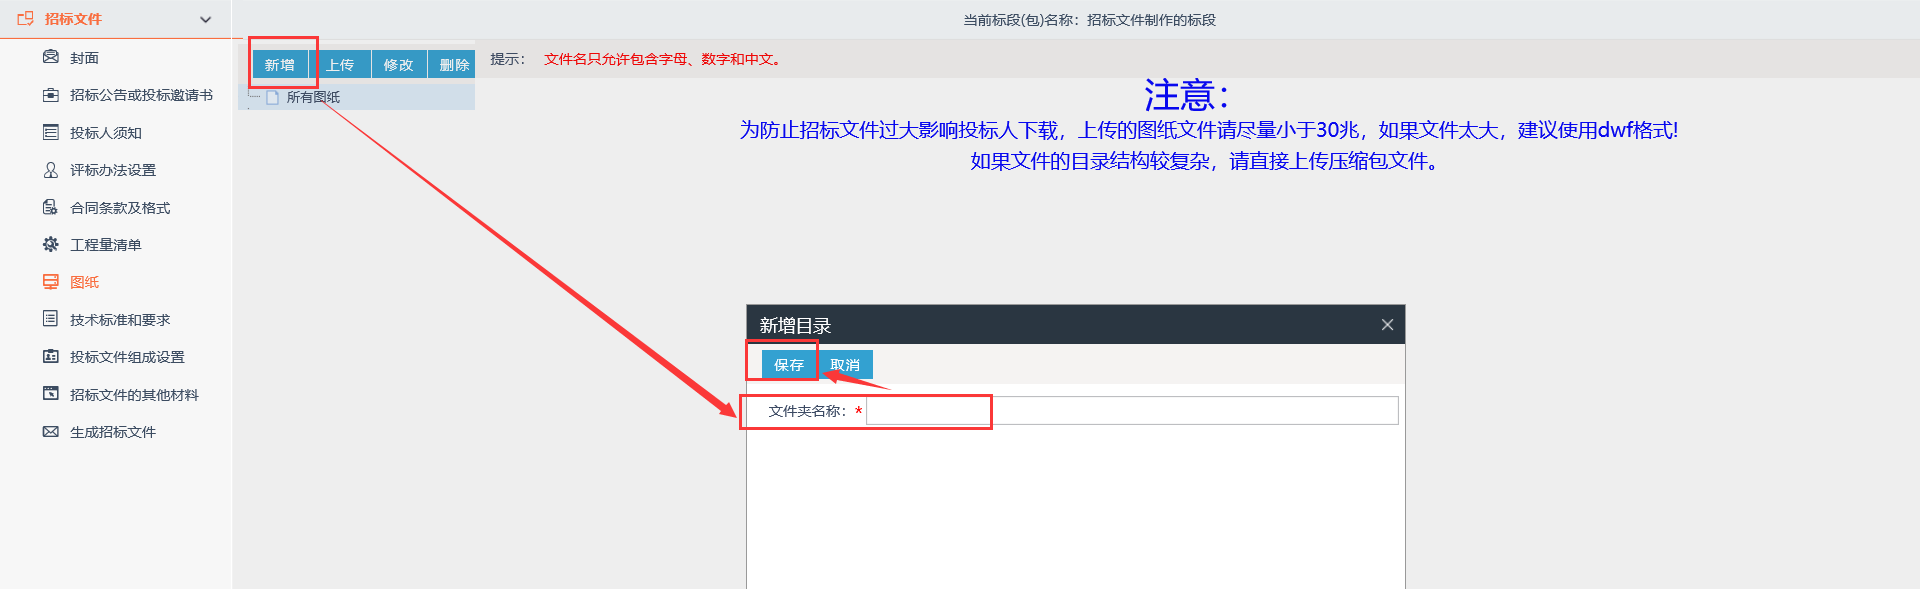 招标文件
当前标段(包)名称：招标文件制作的标段
封面
招标公告或投标邀请书
投标人须知
评标办法设置
合同条款及格式
工程量清单
图纸
技术标准和要求
投标文件组成设置
招标文件的其他材料
生成招标文件
新增 上传 修改 删除
提示： 文件名只允许包含字母、数字和中文。
所有图纸
注意：
为防止招标文件过大影响投标人下载，上传的图纸文件请尽量小于30兆，如果文件太大，建议使用dwf格式!
如果文件的目录结构较复杂，请直接上传压缩包文件。
新增目录
保存 取消
文件夹名称：*